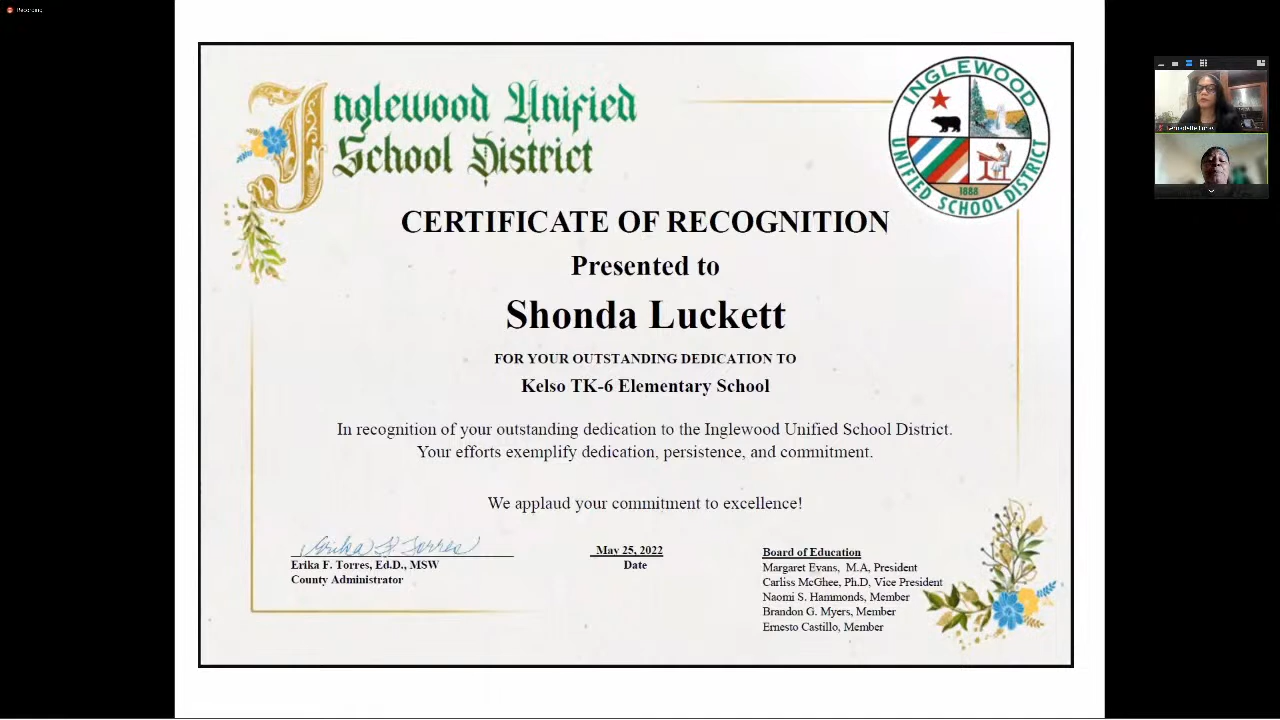 Recording
Inglewood Unified
School District
INGLEWOOD
UNIFIED SCHOOL DISTRICT
1888
CERTIFICATE OF RECOGNITION
Presented to
Shonda Luckett
FOR YOUR OUTSTANDING DEDICATION TO
Kelso TK-6 Elementary School
In recognition of your outstanding dedication to the Inglewood Unified School District.
Your efforts exemplify dedication, persistence, and commitment.
We applaud your commitment to excellence!
Erika F Torres
Erika F. Torres, Ed.D., MSW
County Administrator
May 25, 2022
Date
Board of Education
Margaret Evans, M.A, President
Carliss McGhee, Ph.D, Vice President
Naomi S. Hammonds, Member
Brandon G. Myers, Member
Ernesto Castillo, Member